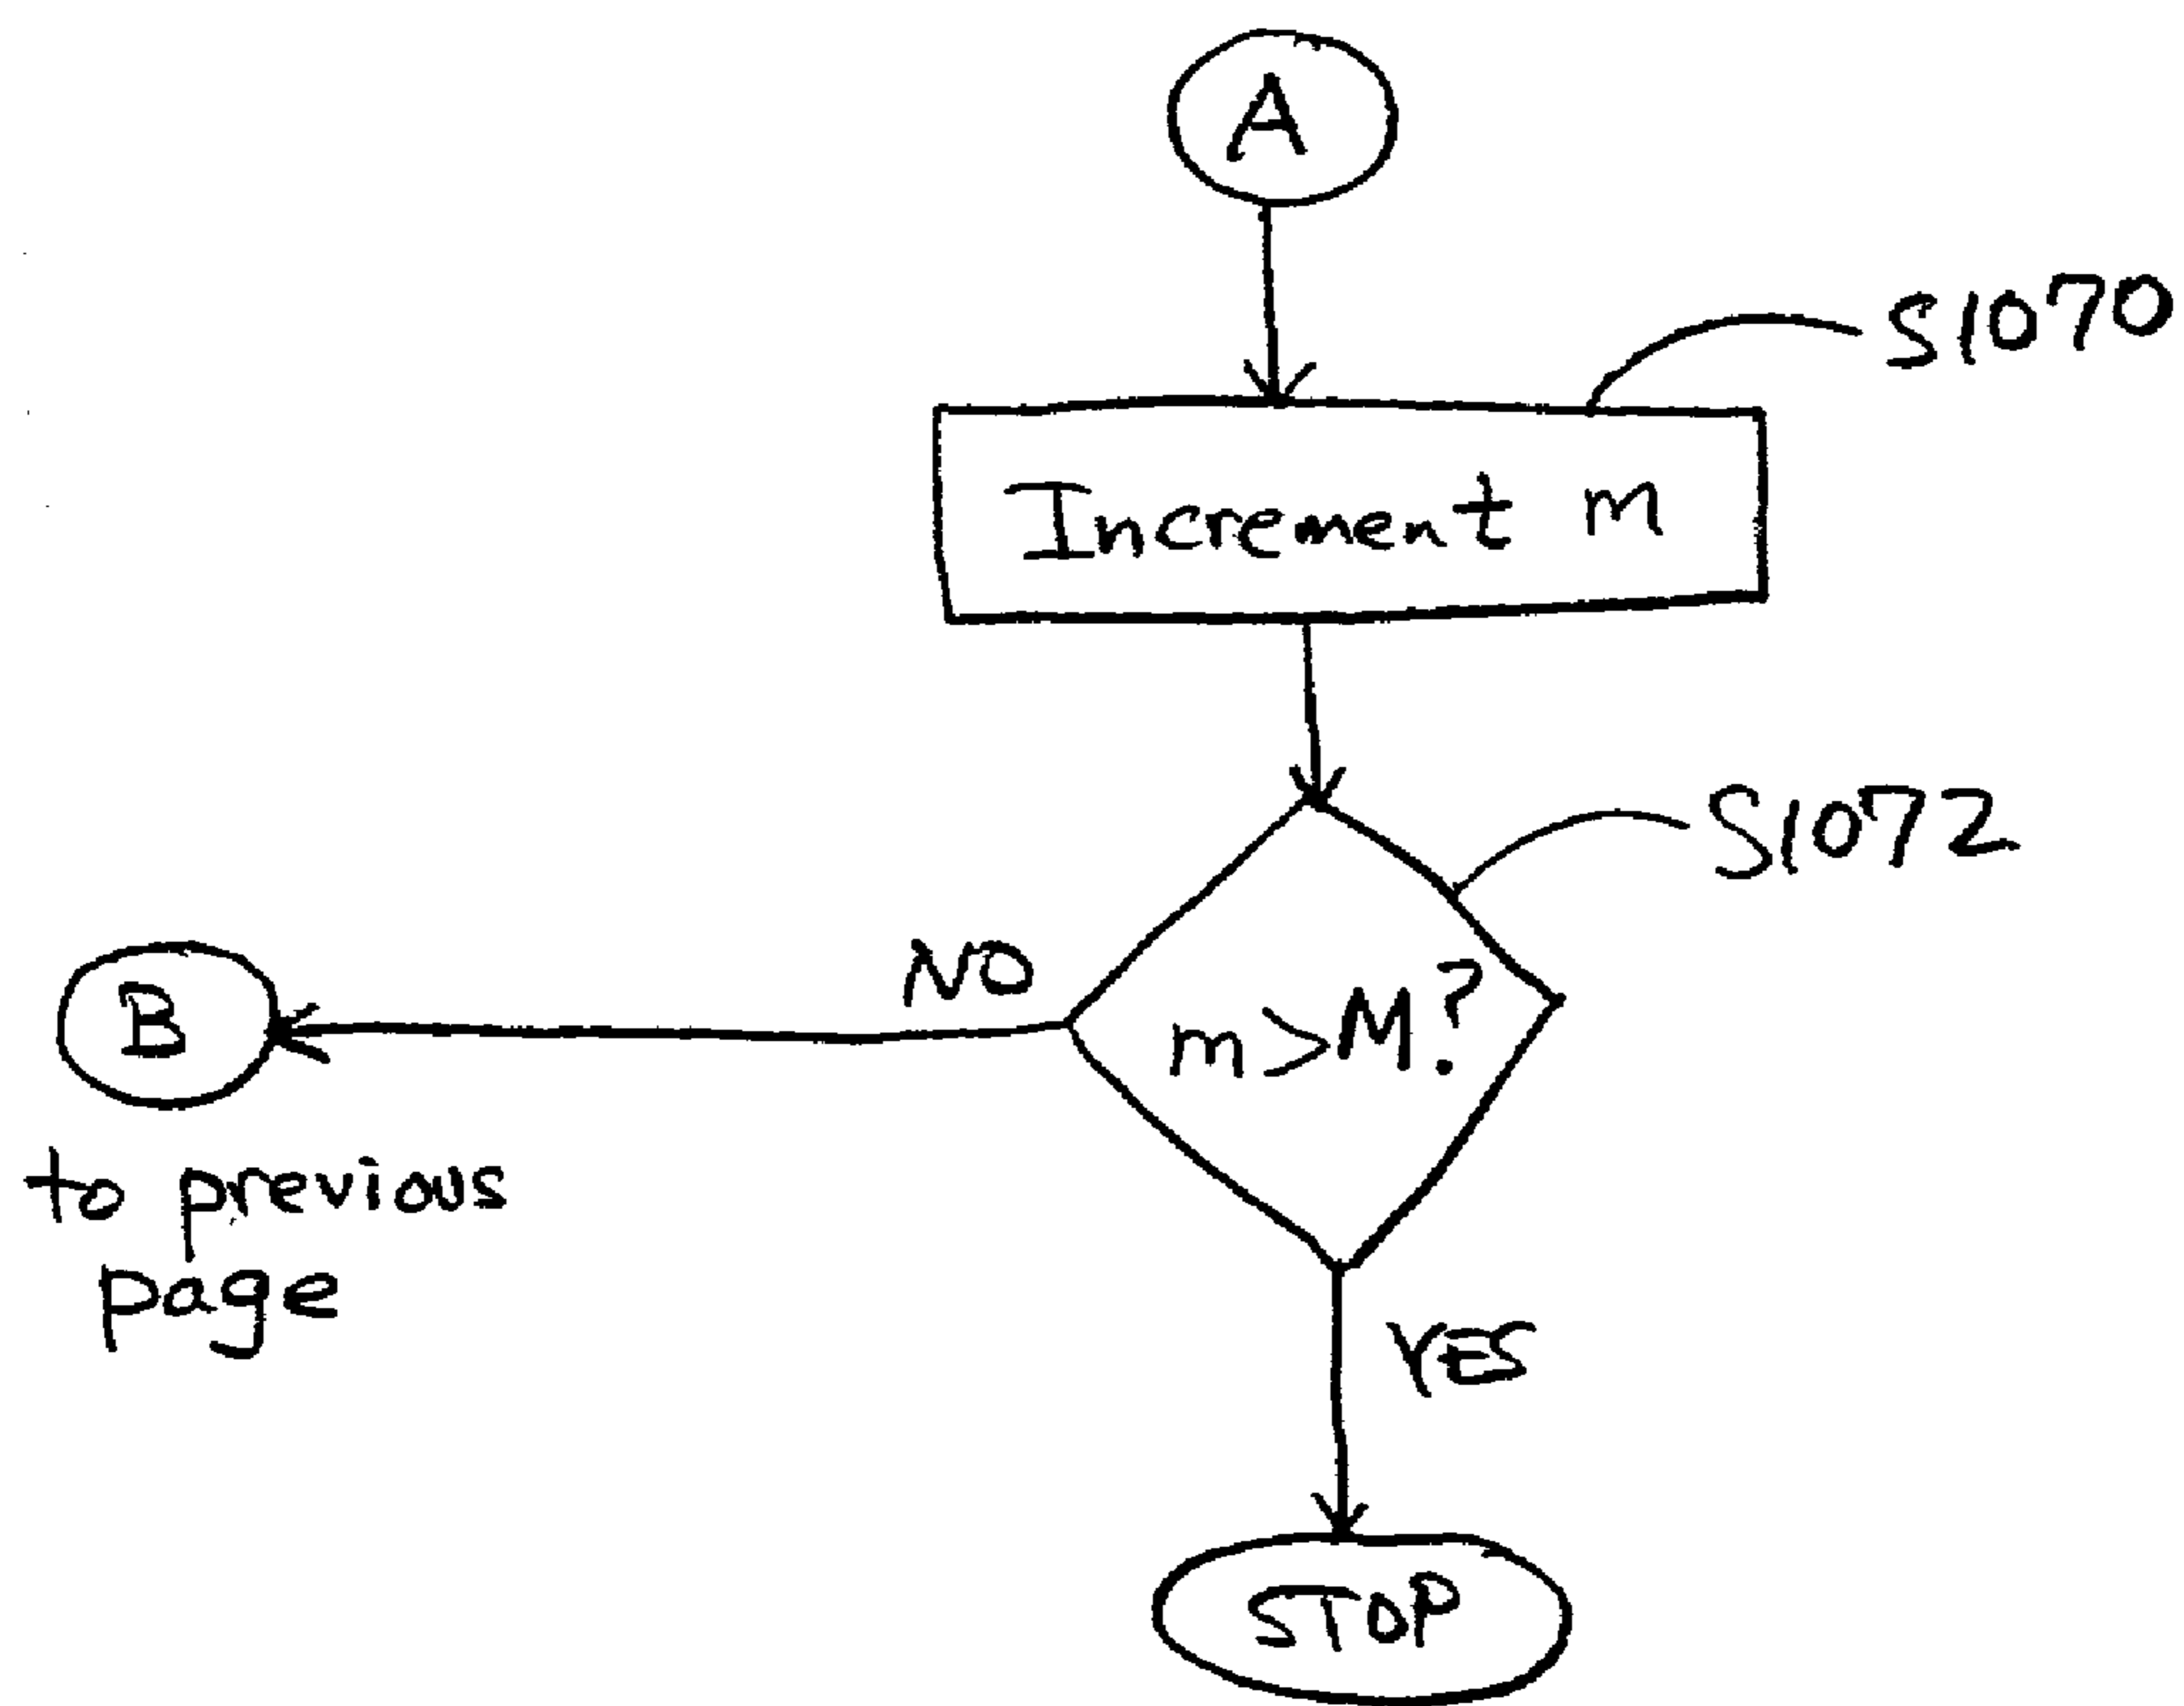 A
S1070
Increment m
S1072
NO
B
m>M?
to previous
page
YES
STOP